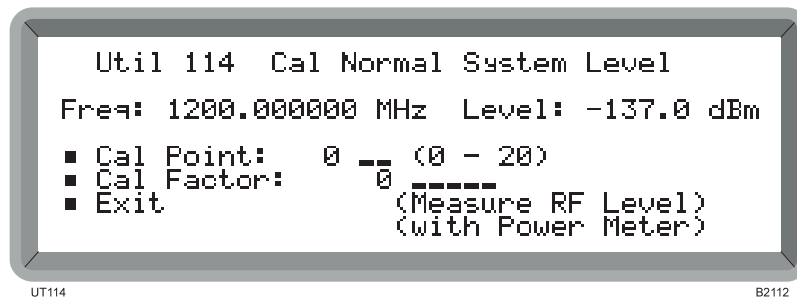 Util 114 Cal Normal System Level
Freq: 1200.000000 MHz Level: -137.0 dBm
■ Cal Point: 0 __ (0 - 20)
■ Cal Factor: 0 _____
■ Exit (Measure RF Level)
(with Power Meter)
UT114 B2112